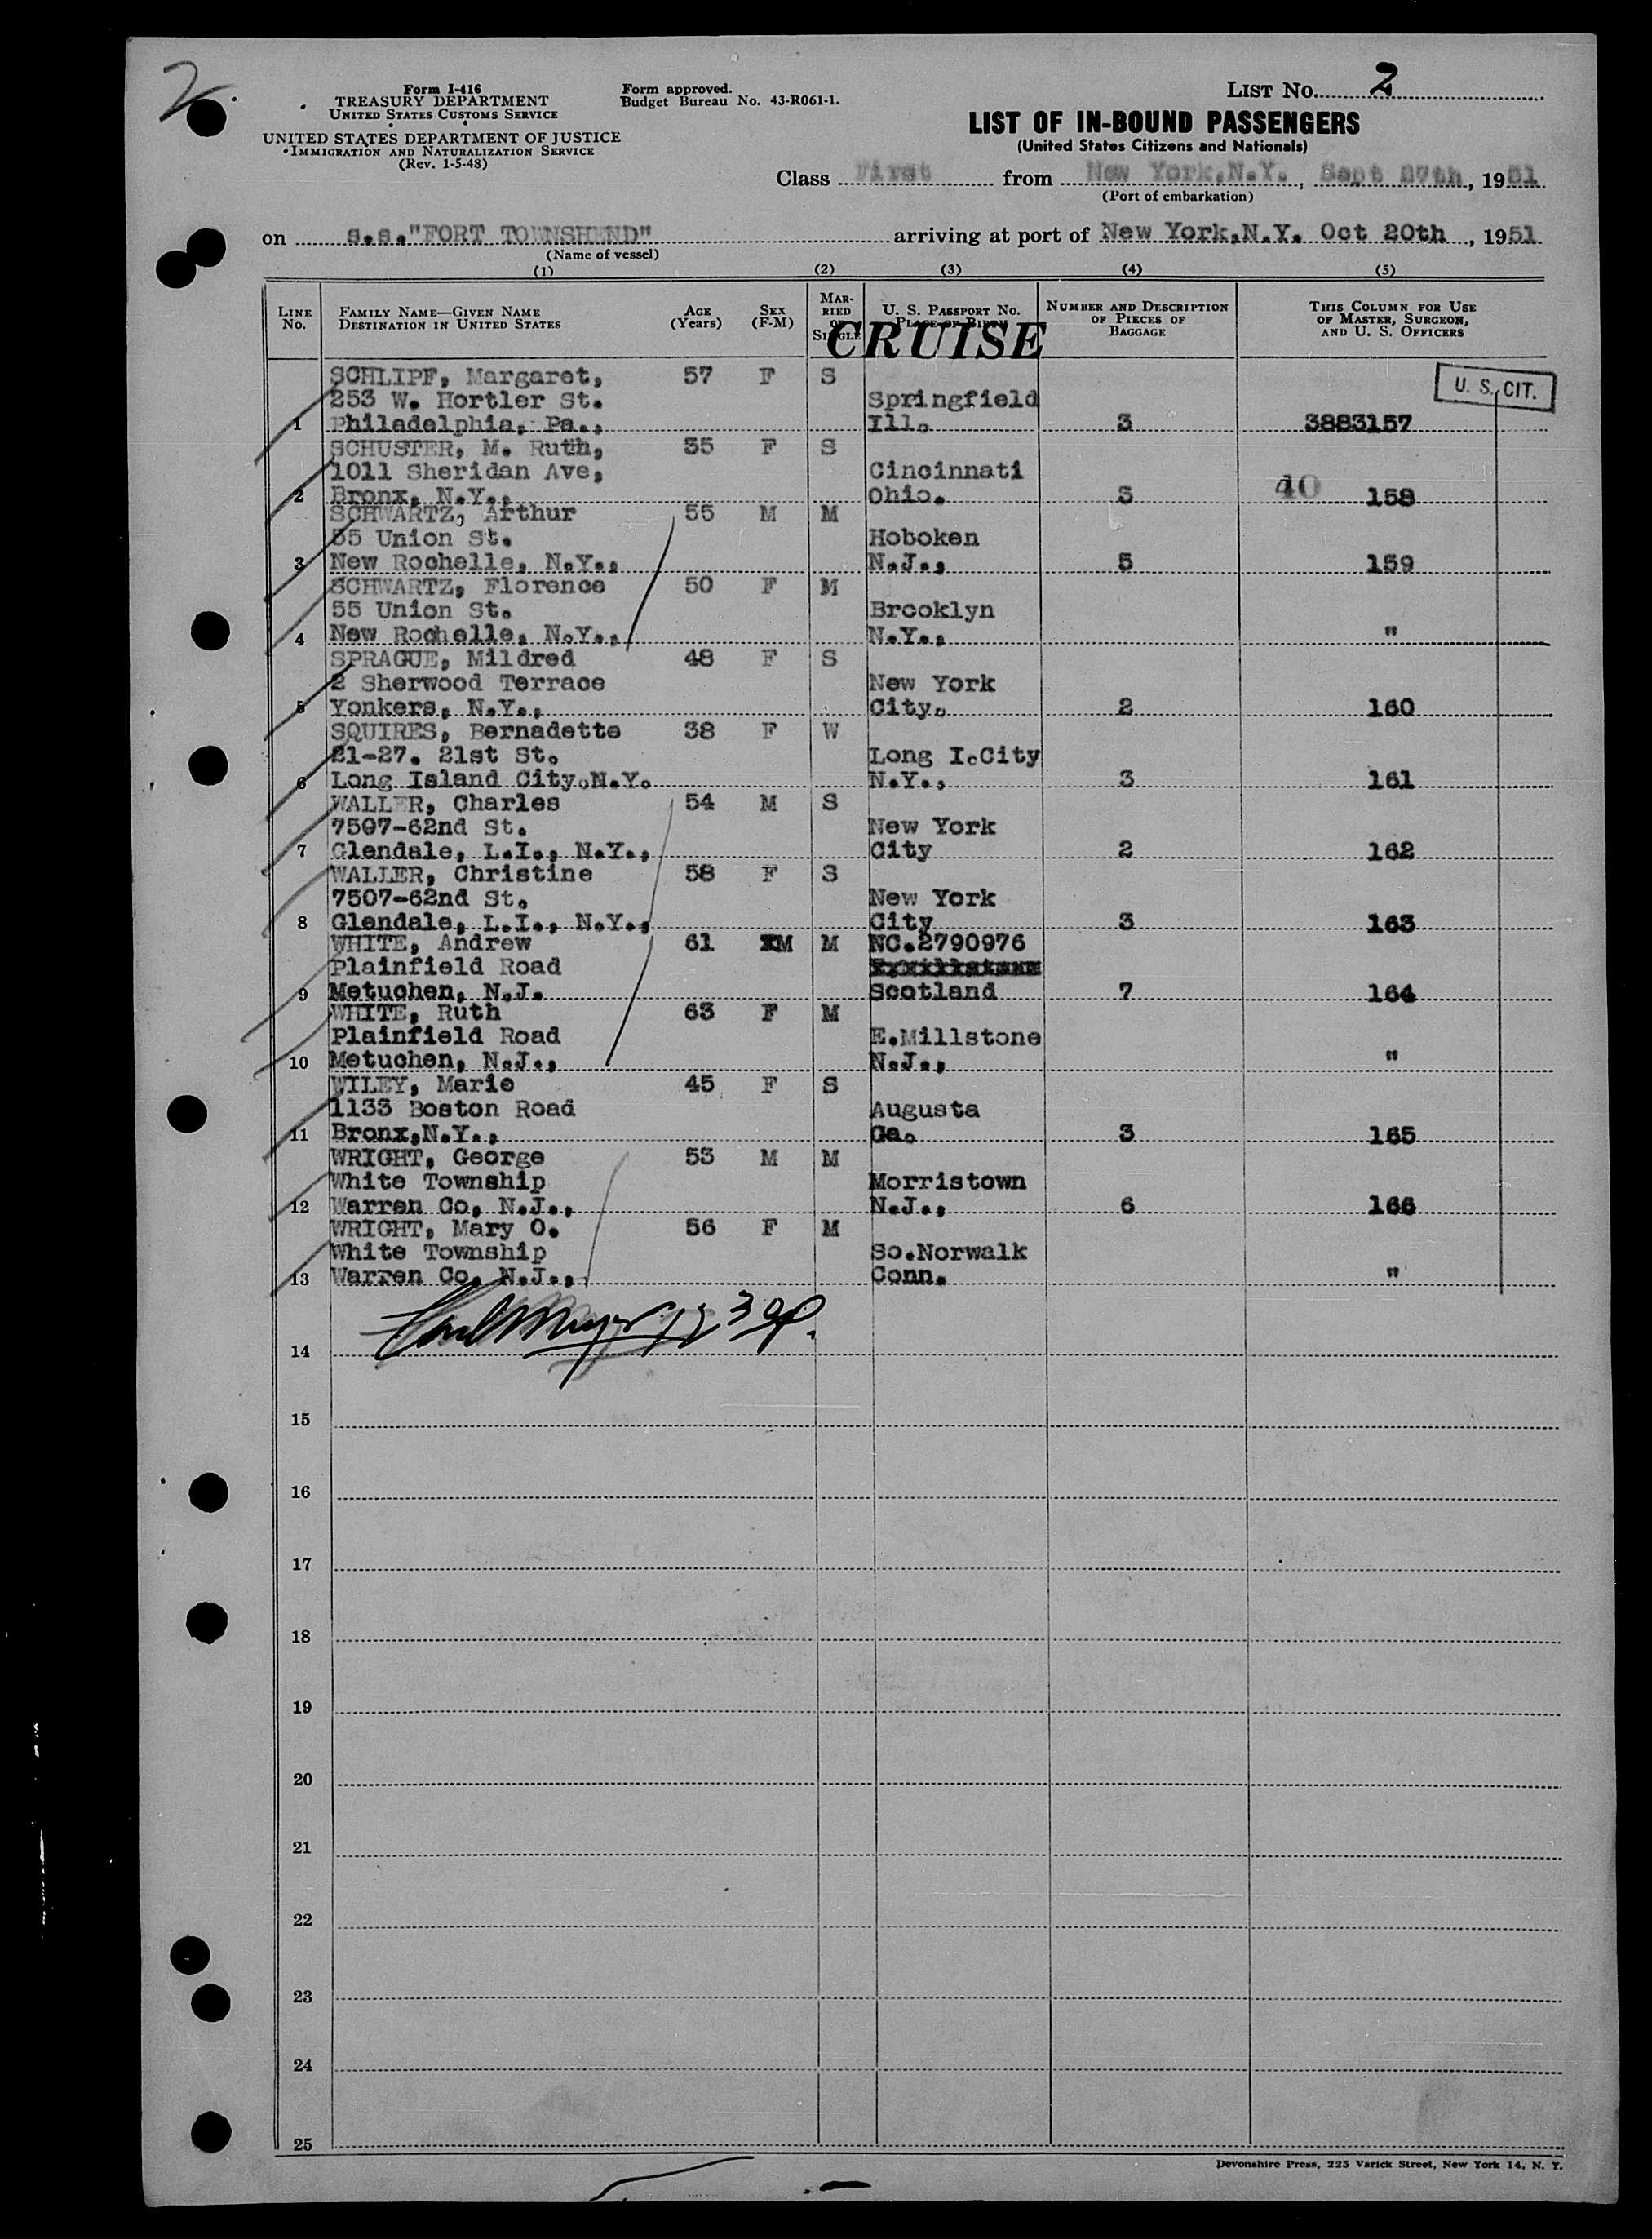 2
Form I-416
TREASURY DEPARTMENT
UNITED STATES CUSTOMS SERVICE
UNITED STATES DEPARTMENT OF JUSTICE
IMMIGRATION AND NATURALIZATION SERVICE
(Rev. 1-5-48)
Form approved.
Budget Bureau No. 43-R061-1.
LIST No. 2
LIST OF IN-BOUND PASSENGERS
(United States Citizens and Nationals)
Class First from New York,N.Y., Sept 27th, 1951
(Port of embarkation)
on s.s."FORT TOWNSHEND" arriving at port of New York,N.Y. Oct 20th, 1951
(Name of vessel)
(1) (2) (3) (4) (5)
LINE No.
FAMILY NAME—GIVEN NAME
DESTINATION IN UNITED STATES
AGE (Years)
SEX (F-M)
MARRIED OR SINGLE
U. S. PASSPORT NO.
PLACE OF BIRTH
NUMBER AND DESCRIPTION OF PIECES OF BAGGAGE
THIS COLUMN FOR USE OF MASTER, SURGEON, AND U. S. OFFICERS
CRUISE
U. S. CIT.
SCHLIPF, Margaret, 57 F S
253 W. Hortler St. Springfield
1 Philadelphia, Pa., Ill. 3 3883157
SCHUSTER, M. Ruth, 35 F S
1011 Sheridan Ave, Cincinnati
2 Bronx, N.Y., Ohio. 3 40 158
SCHWARTZ, Arthur 55 M M
55 Union St. Hoboken
3 New Rochelle, N.Y., N.J., 5 159
SCHWARTZ, Florence 50 F M
55 Union St. Brooklyn
4 New Rochelle, N.Y., N.Y., "
SPRAGUE, Mildred 48 F S
2 Sherwood Terrace New York
5 Yonkers, N.Y., City. 2 160
SQUIRES, Bernadette 38 F W
21-27. 21st St. Long I.City
6 Long Island City.N.Y. N.Y., 3 161
WALLER, Charles 54 M S
7507-62nd St. New York
7 Glendale, L.I., N.Y., City 2 162
WALLER, Christine 58 F S
7507-62nd St. New York
8 Glendale, L.I., N.Y., City 3 163
WHITE, Andrew 61 M M NC.2790976
Plainfield Road
9 Metuchen, N.J. Scotland 7 164
WHITE, Ruth 63 F M
Plainfield Road E.Millstone
10 Metuchen, N.J., N.J., "
WILEY, Marie 45 F S
1133 Boston Road Augusta
11 Bronx,N.Y., Ga. 3 165
WRIGHT, George 53 M M
White Township Morristown
12 Warren Co, N.J., N.J., 6 166
WRIGHT, Mary O. 56 F M
White Township So.Norwalk
13 Warren Co. N.J., Conn. "
14
15
16
17
18
19
20
21
22
23
24
25
Devonshire Press, 225 Varick Street, New York 14, N. Y.